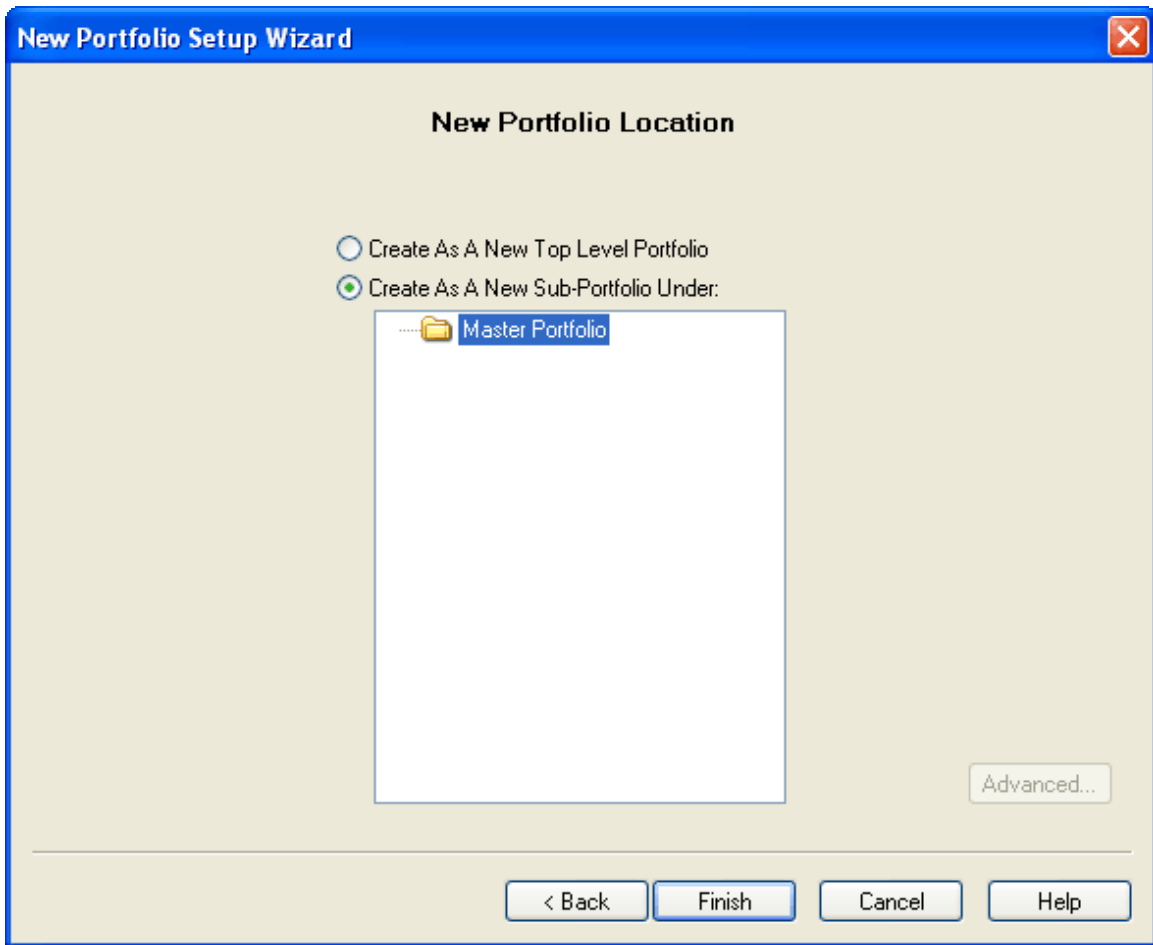 New Portfolio Setup Wizard
New Portfolio Location
Create As A New Top Level Portfolio
Create As A New Sub-Portfolio Under:
Master Portfolio
Advanced...
< Back Finish Cancel Help